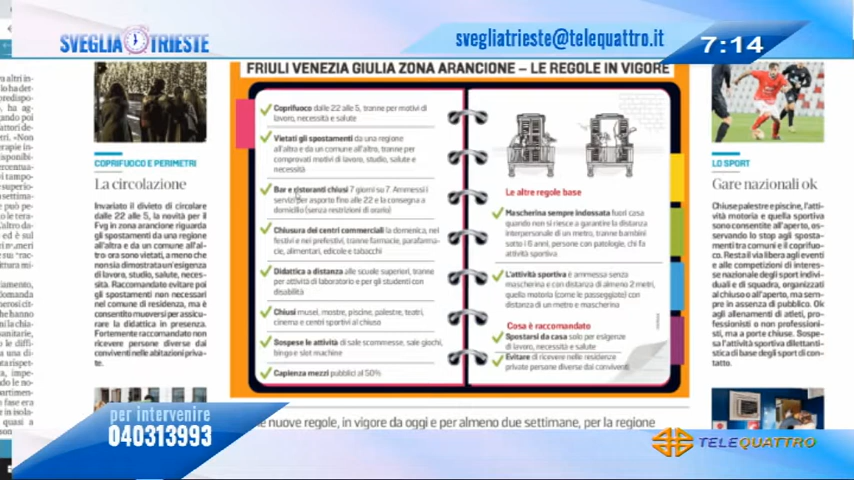 SVEGLIA TRIESTE
svegliatrieste@telequattro.it
7:14
FRIULI VENEZIA GIULIA ZONA ARANCIONE – LE REGOLE IN VIGORE
Coprifuoco dalle 22 alle 5, tranne per motivi di
lavoro, necessità e salute
Vietati gli spostamenti da una regione
all'altra e da un comune all'altro, tranne per
comprovati motivi di lavoro, studio, salute e
necessità
Bar e ristoranti chiusi 7 giorni su 7. Ammessi i
servizi per asporto fino alle 22 e la consegna a
domicilio (senza restrizioni di orario)
Chiusura dei centri commerciali la domenica, nei
festivi e nei prefestivi, tranne farmacie, parafarma-
cie, alimentari, edicole e tabacchi
Didattica a distanza alle scuole superiori, tranne
per attività di laboratorio e per gli studenti con
disabilità
Chiusi musei, mostre, piscine, palestre, teatri,
cinema e centri sportivi al chiuso
Sospese le attività di sale scommesse, sale giochi,
bingo e slot machine
Capienza mezzi pubblici al 50%
Le altre regole base
Mascherina sempre indossata fuori casa
quando non si riesce a garantire la distanza
interpersonale di un metro, tranne bambini
sotto i 6 anni, persone con patologie, chi fa
attività sportiva
L'attività sportiva è ammessa senza
mascherina e con distanza di almeno 2 metri,
quella motoria (come le passeggiate) con
distanza di un metro e mascherina
Cosa è raccomandato
Spostarsi da casa solo per esigenze
di lavoro, necessità e salute
Evitare di ricevere nelle residenze
private persone diverse dai conviventi
COPRIFUOCO E PERIMETRI
La circolazione
Invariato il divieto di circolare
dalle 22 alle 5, la novità per il
Fvg in zona arancione riguarda
gli spostamenti da una regione
all'altra e da un comune all'al-
tro: ora sono vietati, a meno che
non sia dimostrata un'esigenza
di lavoro, studio, salute, neces-
sità. Raccomandato evitare poi
gli spostamenti non necessari
nel comune di residenza, ma è
consentito muoversi per assicu-
rare la didattica in presenza.
Fortemente raccomandato non
ricevere persone diverse dai
conviventi nelle abitazioni priva-
te.
LO SPORT
Gare nazionali ok
Chiuse palestre e piscine, l'atti-
vità motoria e quella sportiva
sono consentite all'aperto, os-
servando lo stop agli sposta-
menti tra comuni e il coprifuo-
co. Resta il via libera agli eventi
e alle competizioni di interes-
se nazionale degli sport indivi-
duali e di squadra, organizzati
al chiuso o all'aperto, ma sem-
pre in assenza di pubblico. Ok
agli allenamenti di atleti, pro-
fessionisti e non professioni-
sti, ma a porte chiuse. Sospe-
sa l'attività sportiva dilettanti-
stica di base degli sport di con-
tatto.
le nuove regole, in vigore da oggi e per almeno due settimane, per la regione
per intervenire
040313993
TELEQUATTRO